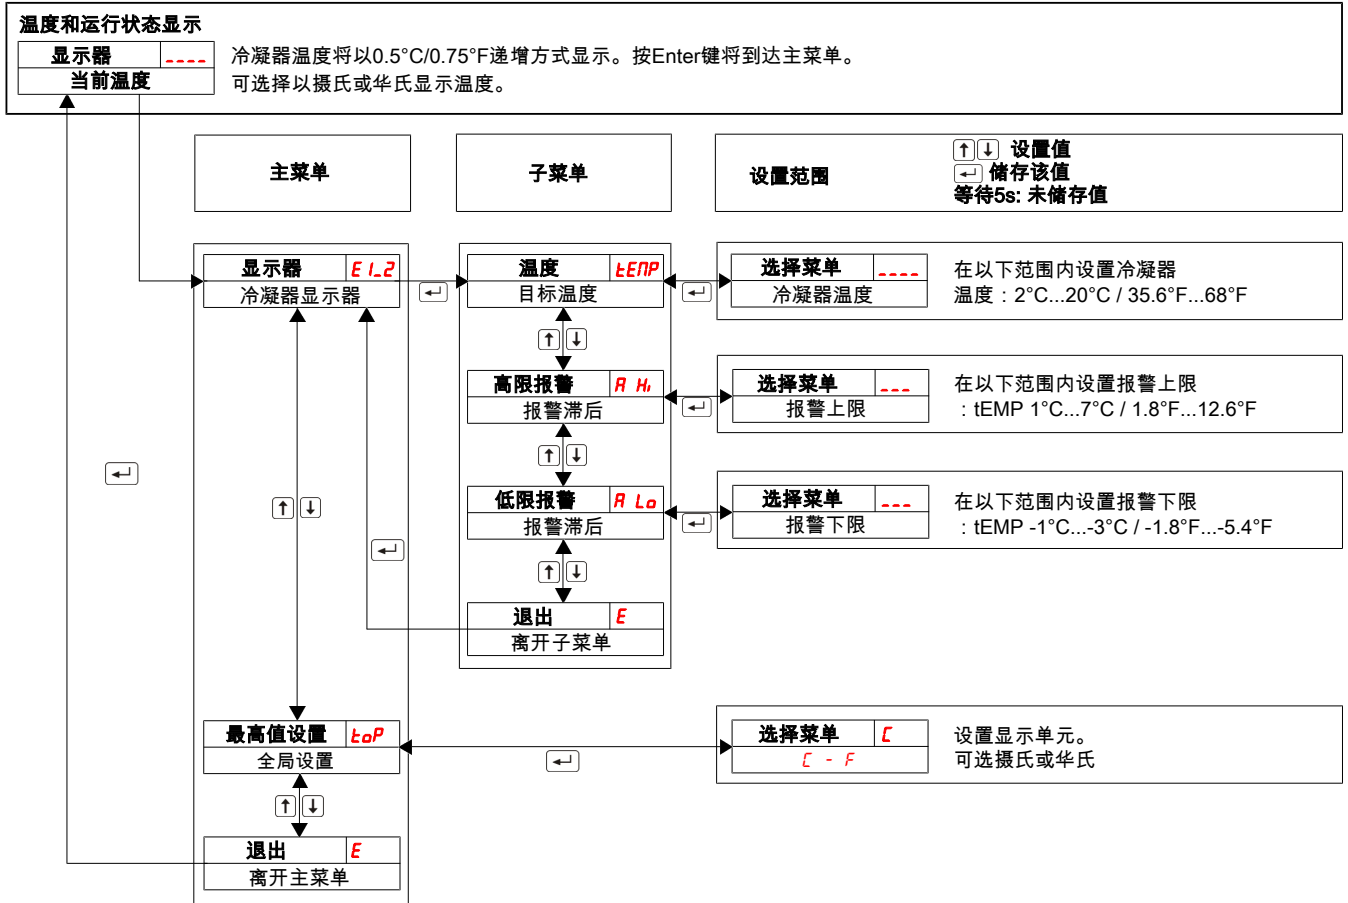 温度和运行状态显示
显示器 ----
当前温度
冷凝器温度将以0.5°C/0.75°F递增方式显示。按Enter键将到达主菜单。
可选择以摄氏或华氏显示温度。
主菜单
子菜单
设置范围
↑ ↓ 设置值
↵ 储存该值
等待5s: 未储存值
显示器 E1_2
冷凝器显示器
↵
温度 tEMP
目标温度
↵
选择菜单 ----
冷凝器温度
在以下范围内设置冷凝器
温度：2°C...20°C / 35.6°F...68°F
↑ ↓
高限报警 A Hi
报警滞后
↵
选择菜单 ---
报警上限
在以下范围内设置报警上限
：tEMP 1°C...7°C / 1.8°F...12.6°F
↑ ↓
↵
↑ ↓
低限报警 A Lo
报警滞后
↵
选择菜单 ---
报警下限
在以下范围内设置报警下限
：tEMP -1°C...-3°C / -1.8°F...-5.4°F
↵
↑ ↓
退出 E
离开子菜单
最高值设置 toP
全局设置
↵
选择菜单 C
C - F
设置显示单元。
可选摄氏或华氏
↑ ↓
退出 E
离开主菜单